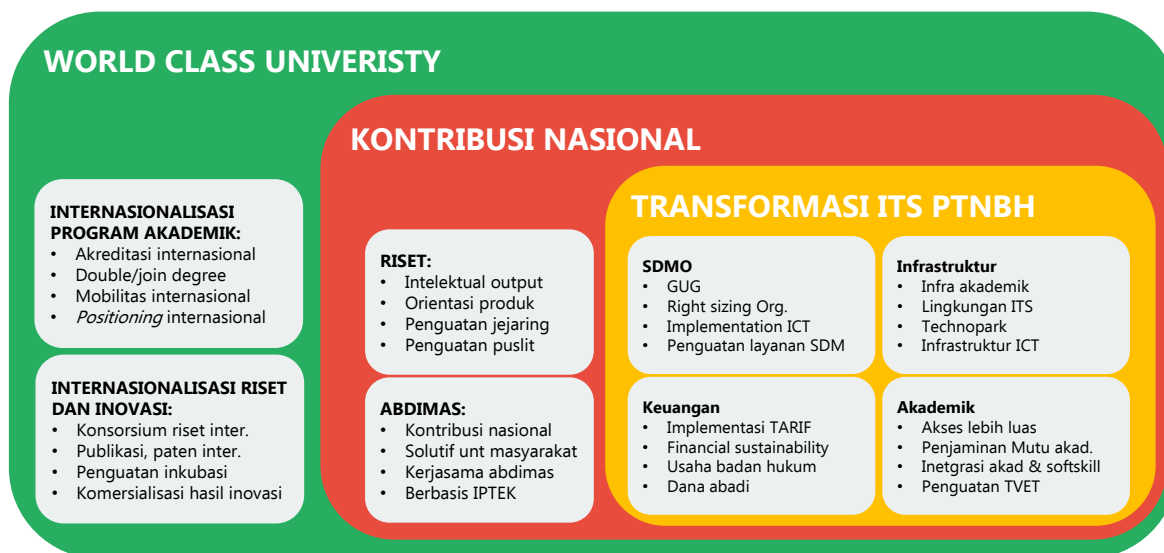 WORLD CLASS UNIVERISTY
KONTRIBUSI NASIONAL
TRANSFORMASI ITS PTNBH
INTERNASIONALISASI
PROGRAM AKADEMIK:
• Akreditasi internasional
• Double/join degree
• Mobilitas internasional
• Positioning internasional
INTERNASIONALISASI RISET
DAN INOVASI:
• Konsorsium riset inter.
• Publikasi, paten inter.
• Penguatan inkubasi
• Komersialisasi hasil inovasi
RISET:
• Intelektual output
• Orientasi produk
• Penguatan jejaring
• Penguatan puslit
ABDIMAS:
• Kontribusi nasional
• Solutif unt masyarakat
• Kerjasama abdimas
• Berbasis IPTEK
SDMO
• GUG
• Right sizing Org.
• Implementation ICT
• Penguatan layanan SDM
Infrastruktur
• Infra akademik
• Lingkungan ITS
• Technopark
• Infrastruktur ICT
Keuangan
• Implementasi TARIF
• Financial sustainability
• Usaha badan hukum
• Dana abadi
Akademik
• Akses lebih luas
• Penjaminan Mutu akad.
• Inetgrasi akad & softskill
• Penguatan TVET